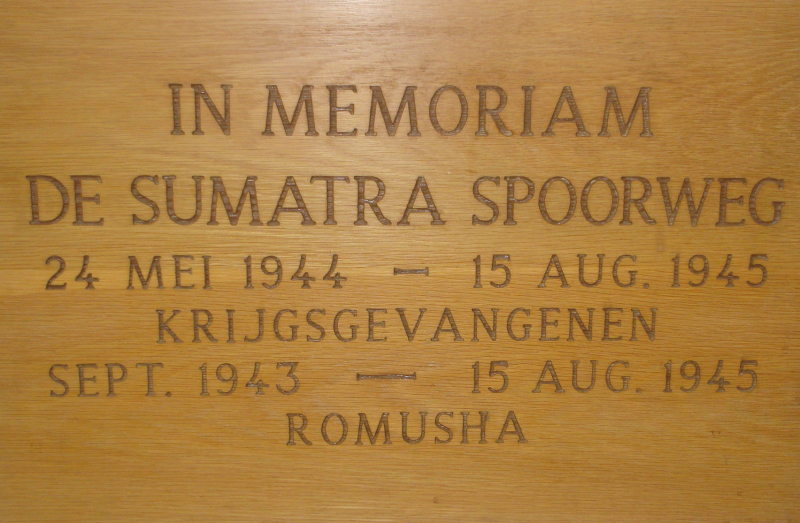 IN MEMORIAM
DE SUMATRA SPOORWEG
24 MEI 1944 — 15 AUG. 1945
KRIJGSGEVANGENEN
SEPT. 1943 — 15 AUG. 1945
ROMUSHA